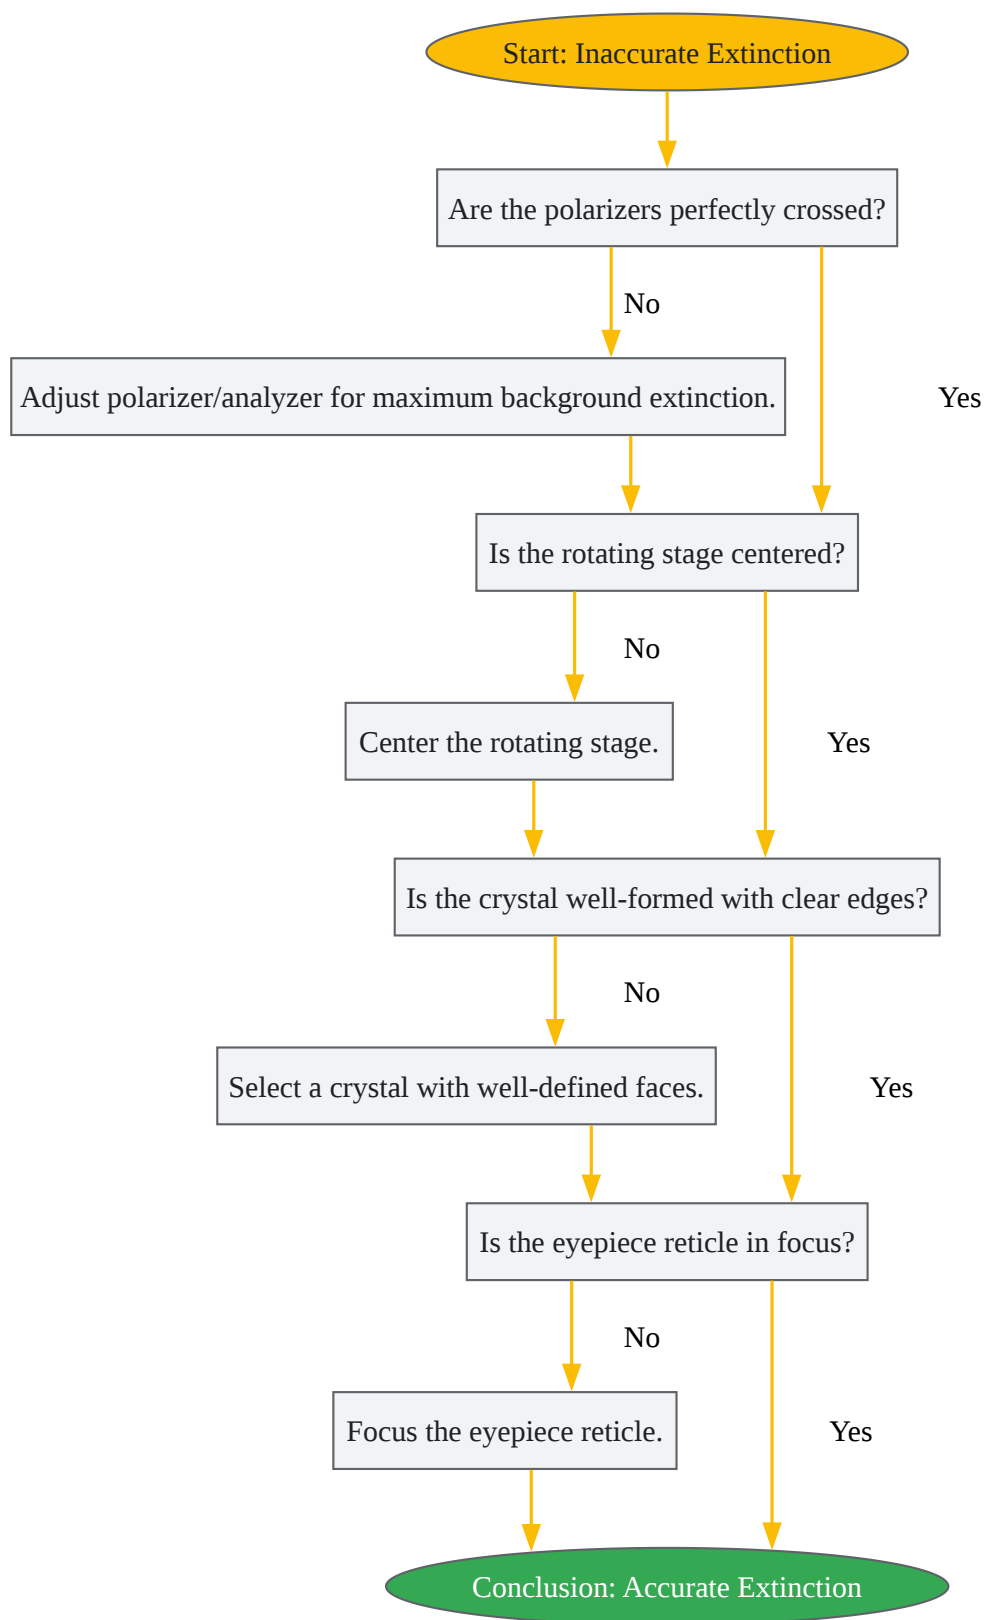 Start: Inaccurate Extinction
Are the polarizers perfectly crossed?
No
Adjust polarizer/analyzer for maximum background extinction.
Yes
Is the rotating stage centered?
No
Center the rotating stage.
Yes
Is the crystal well-formed with clear edges?
No
Select a crystal with well-defined faces.
Yes
Is the eyepiece reticle in focus?
No
Focus the eyepiece reticle.
Yes
Conclusion: Accurate Extinction